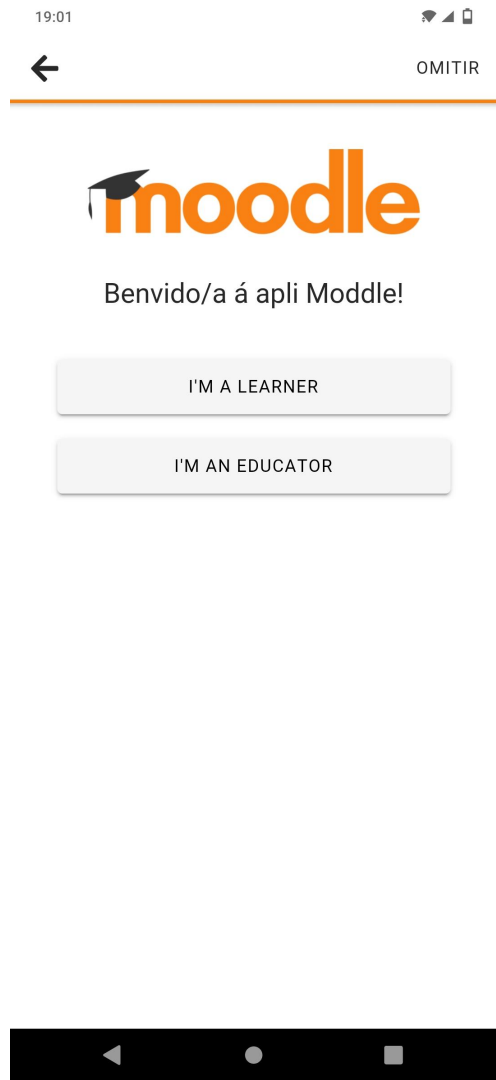 19:01
OMITIR
moodle
Benvido/a á apli Moddle!
I'M A LEARNER
I'M AN EDUCATOR